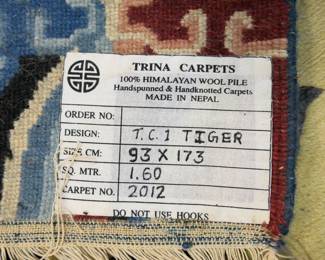 TRINA CARPETS
100% HIMALAYAN WOOL PILE
Handspunned & Handknotted Carpets
MADE IN NEPAL
ORDER NO:
DESIGN: T.C.1 TIGER
SIZE CM: 93 X 173
SQ. MTR. 1.60
CARPET NO. 2012
DO NOT USE HOOKS